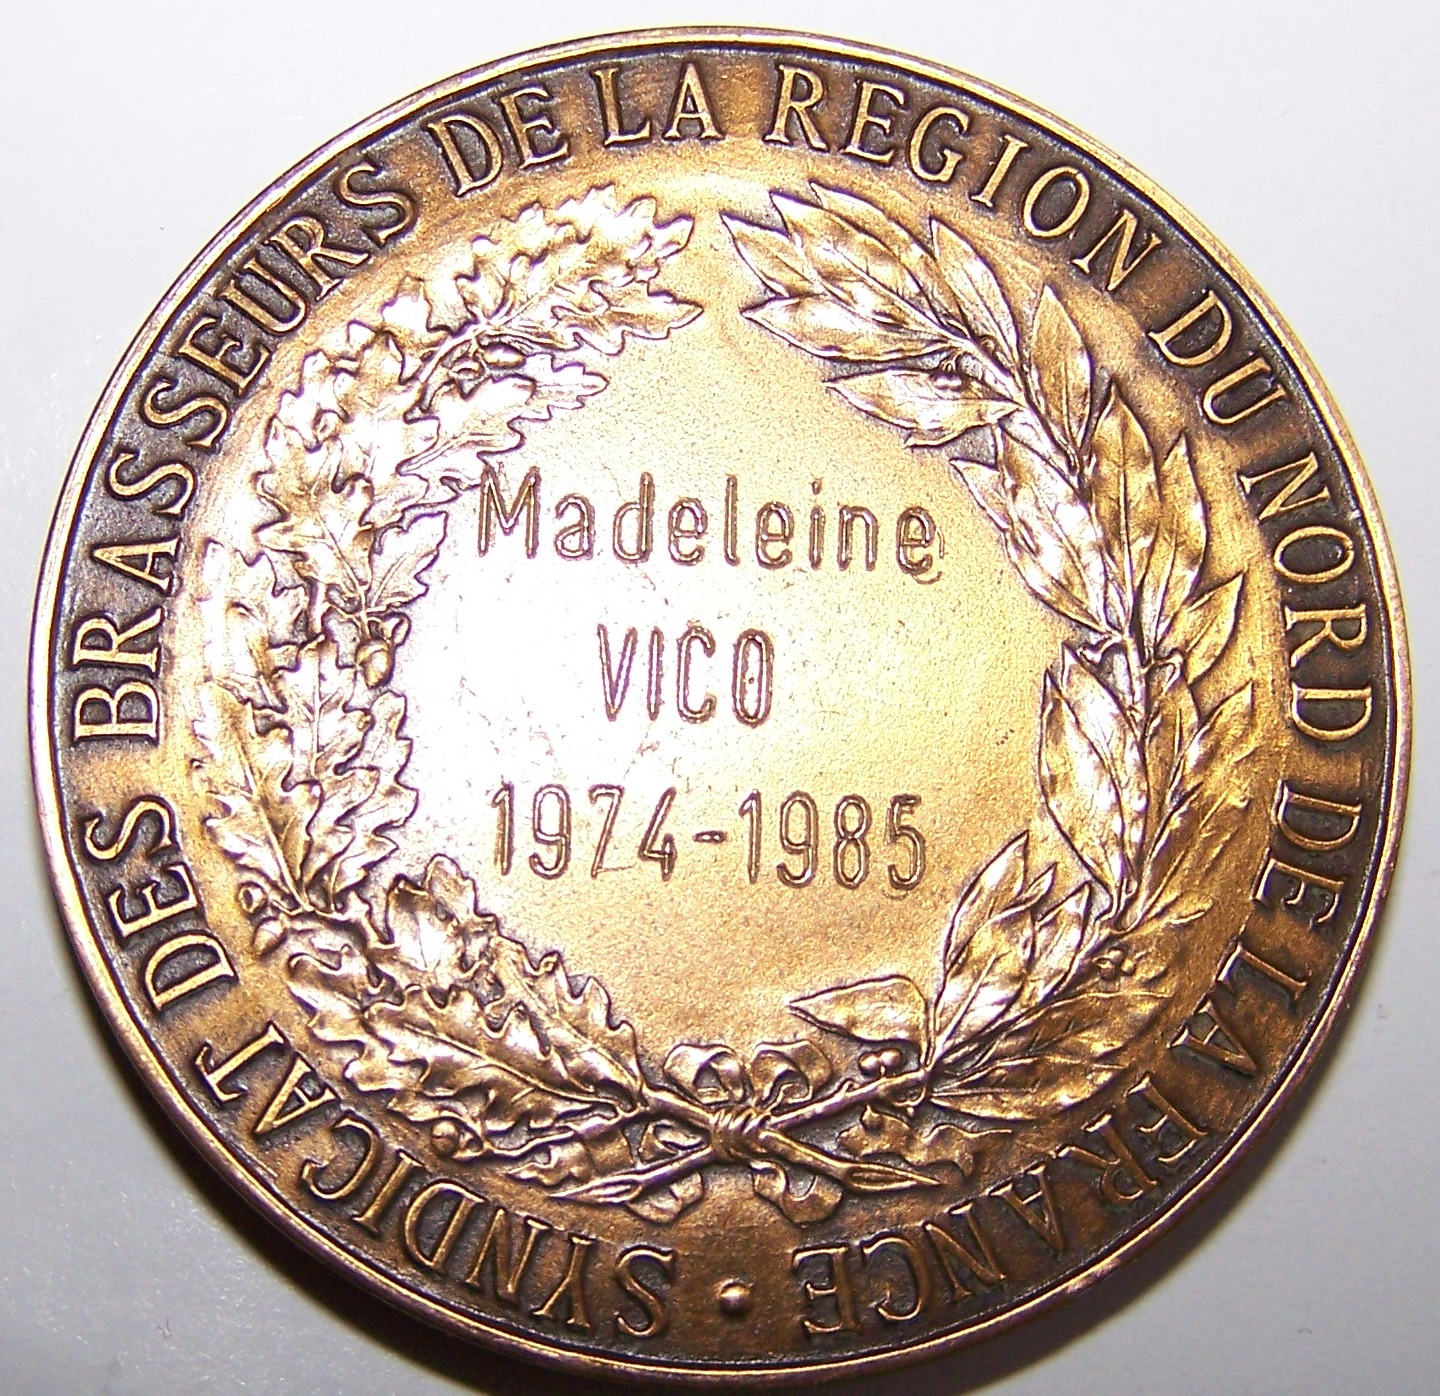 SYNDICAT DES BRASSEURS DE LA REGION DU NORD DE LA FRANCE
Madeleine
VICO
1974-1985